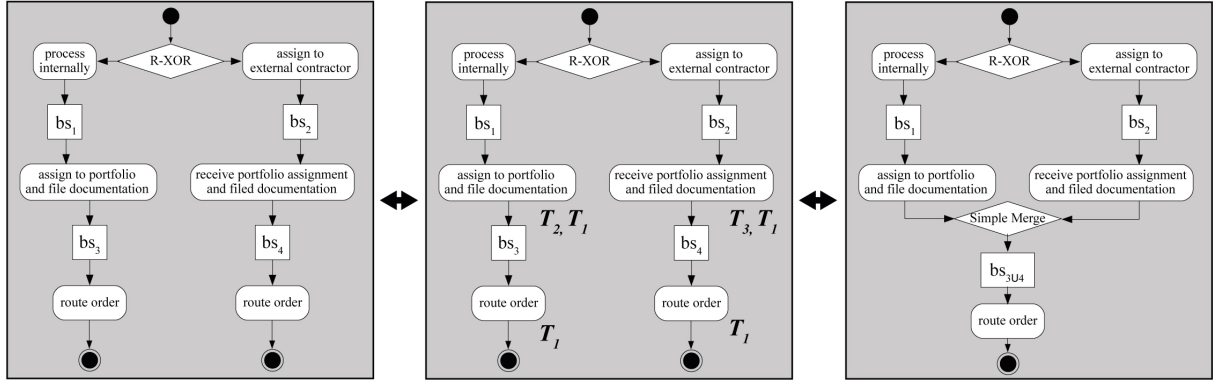 R-XOR
process
internally
assign to
external contractor
bs1
bs2
assign to portfolio
and file documentation
receive portfolio assignment
and filed documentation
bs3
bs4
route order
route order
R-XOR
process
internally
assign to
external contractor
bs1
bs2
assign to portfolio
and file documentation
receive portfolio assignment
and filed documentation
T2, T1
T3, T1
bs3
bs4
route order
route order
T1
T1
R-XOR
process
internally
assign to
external contractor
bs1
bs2
assign to portfolio
and file documentation
receive portfolio assignment
and filed documentation
Simple Merge
bs3U4
route order